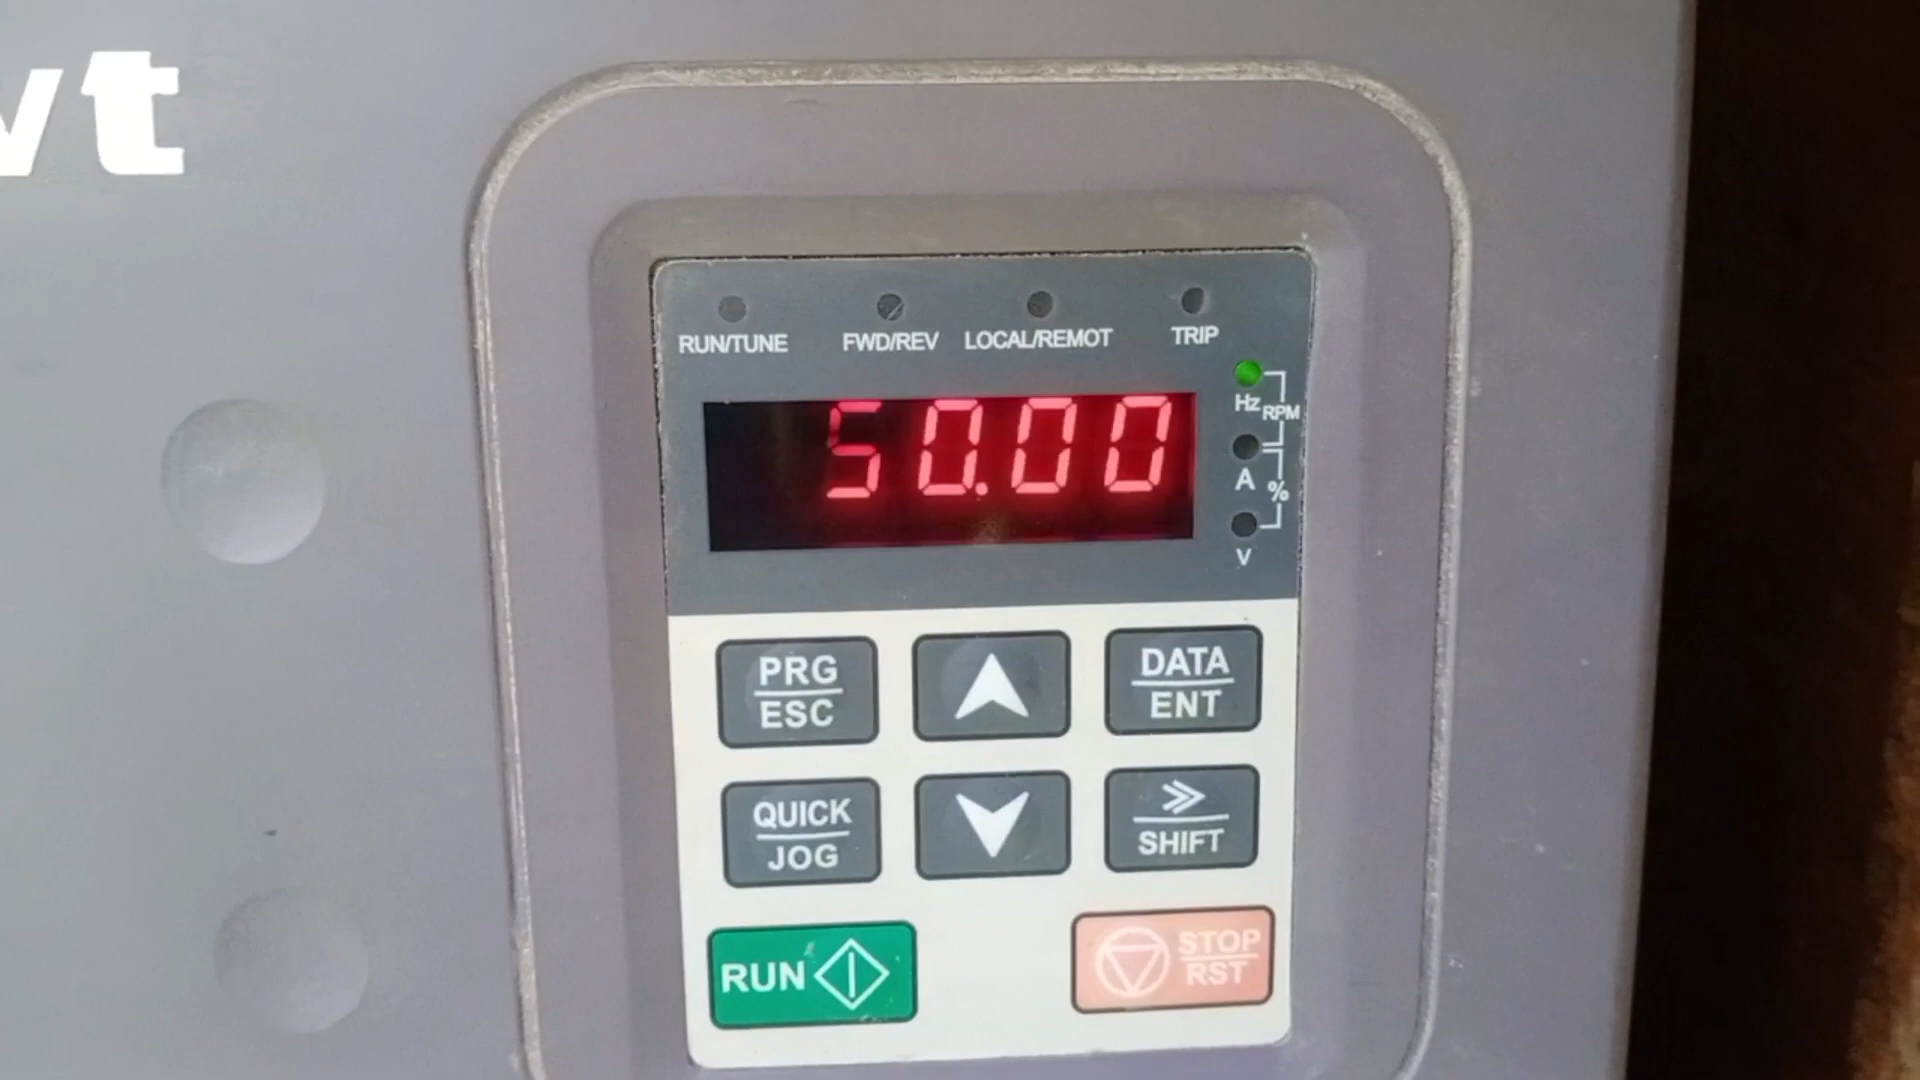 vt
RUN/TUNE FWD/REV LOCAL/REMOT TRIP
50.00
Hz RPM
A %
V
PRG
ESC
DATA
ENT
QUICK
JOG
SHIFT
RUN
STOP
RST